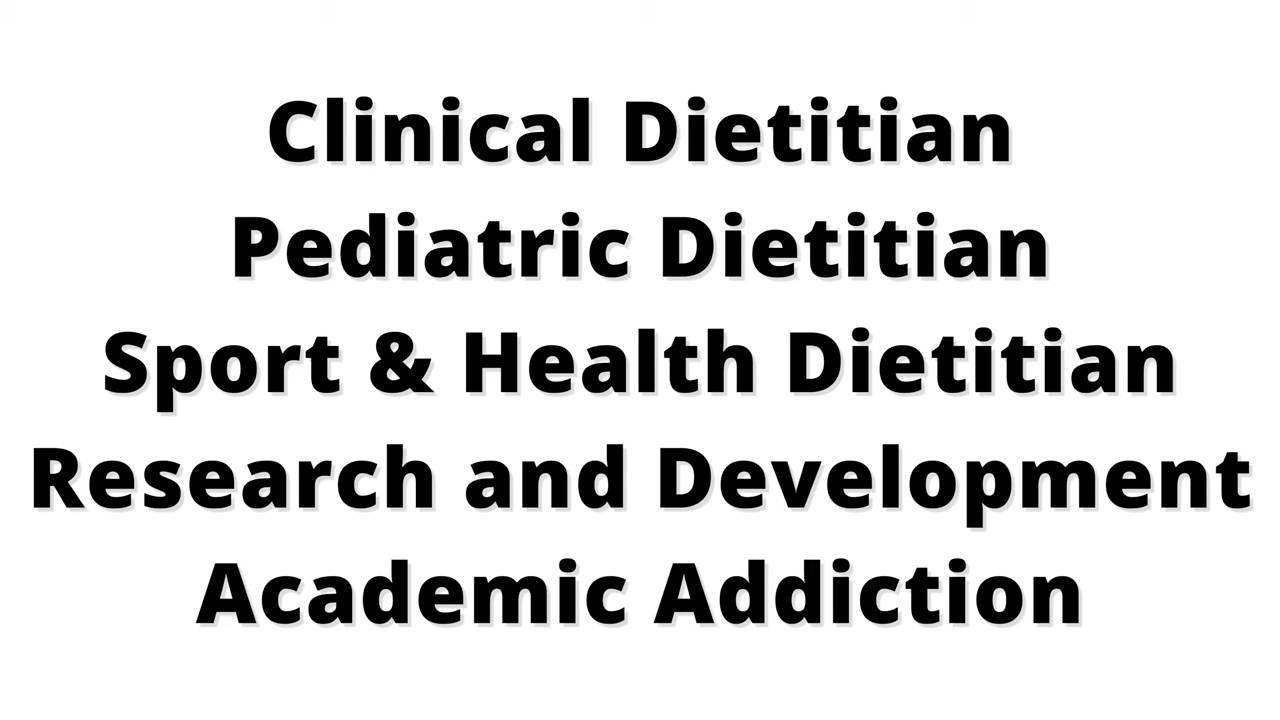 Clinical Dietitian
Pediatric Dietitian
Sport & Health Dietitian
Research and Development
Academic Addiction